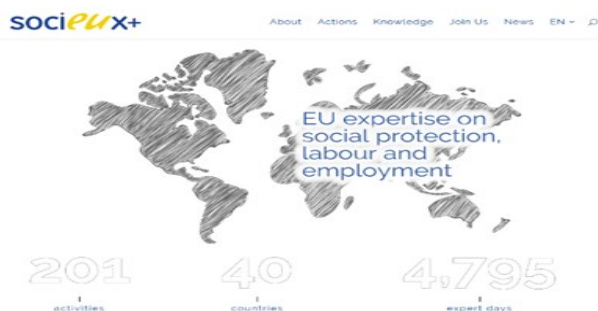 socieux+
About Actions Knowledge Join Us News EN
EU expertise on
social protection,
labour and
employment
201 40 4,795
activities countries expert days